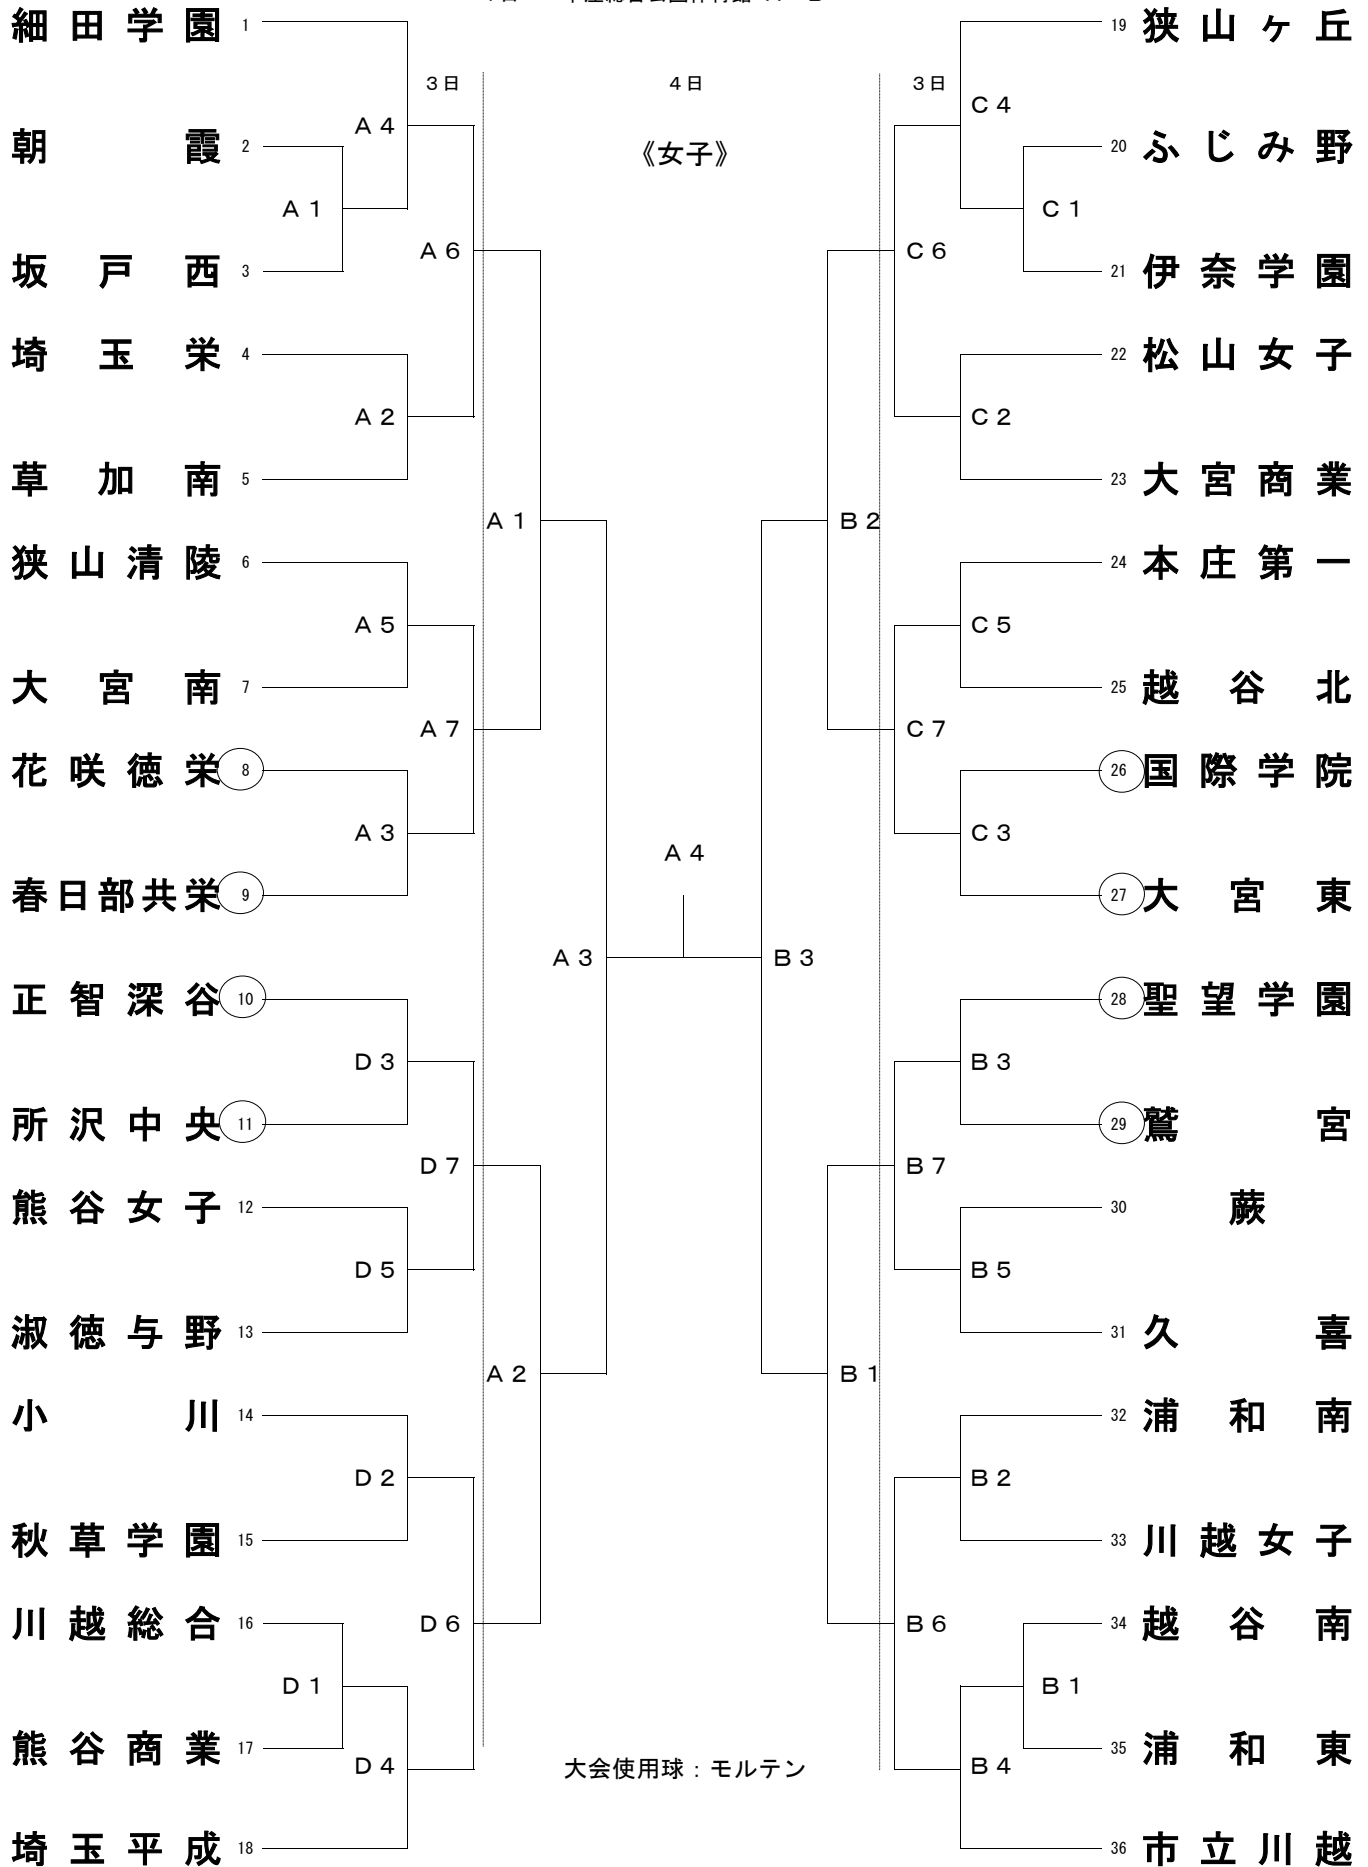 細田学園 1
3日
4日
3日
19 狭山ヶ丘
C4
朝霞 2
A4
《女子》
20 ふじみ野
A1
C1
坂戸西 3
A6
C6
21 伊奈学園
埼玉栄 4
22 松山女子
A2
C2
草加南 5
23 大宮商業
A1
B2
狭山清陵 6
24 本庄第一
A5
C5
大宮南 7
25 越谷北
A7
C7
花咲徳栄 8
26 国際学院
A3
C3
A4
春日部共栄 9
27 大宮東
A3
B3
正智深谷 10
28 聖望学園
D3
B3
所沢中央 11
29 鷲宮
D7
B7
熊谷女子 12
30 蕨
D5
B5
淑徳与野 13
31 久喜
A2
B1
小川 14
32 浦和南
D2
B2
秋草学園 15
33 川越女子
川越総合 16
D6
B6
34 越谷南
D1
B1
熊谷商業 17
35 浦和東
D4
大会使用球：モルテン
B4
埼玉平成 18
36 市立川越